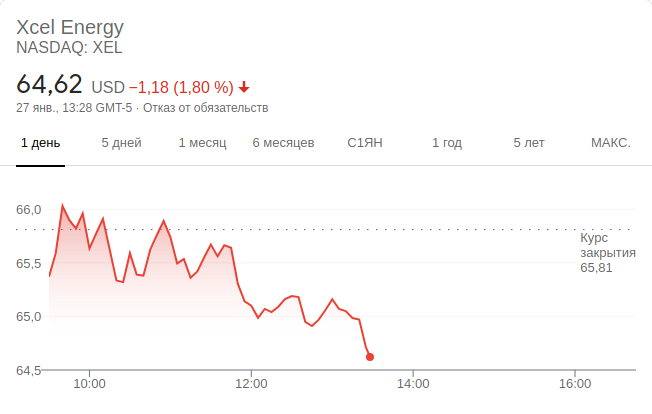 Xcel Energy
NASDAQ: XEL
64,62 USD −1,18 (1,80 %)
27 янв., 13:28 GMT-5 · Отказ от обязательств
1 день 5 дней 1 месяц 6 месяцев С1ЯН 1 год 5 лет МАКС.
66,0
Курс
закрытия
65,5
65,81
65,0
64,5
10:00 12:00 14:00 16:00